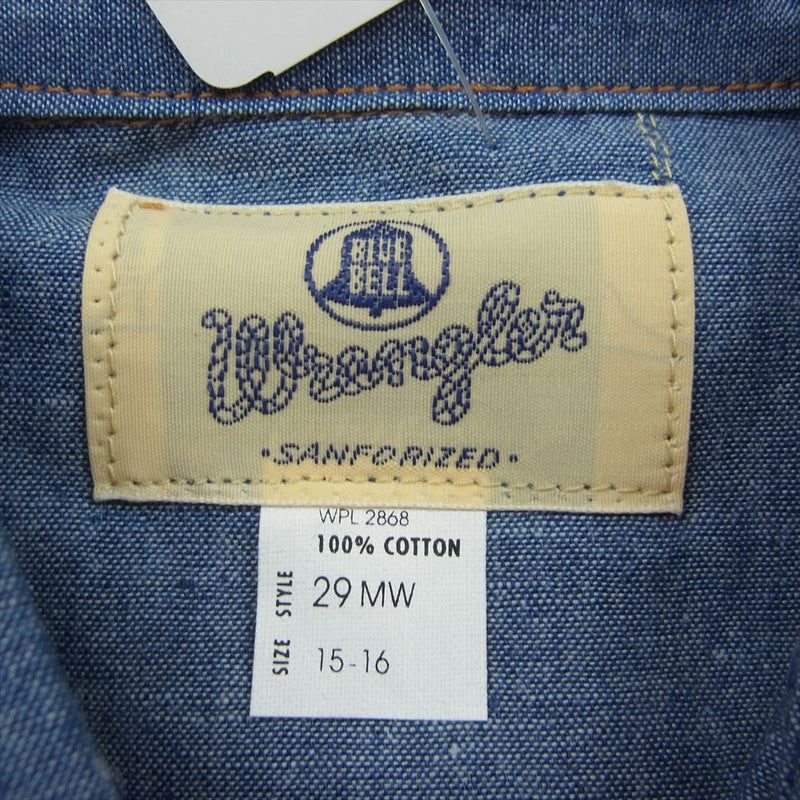 BLUE
BELL
Wrangler
•SANFORIZED•
WPL 2868
100% COTTON
STYLE 29 MW
SIZE 15-16